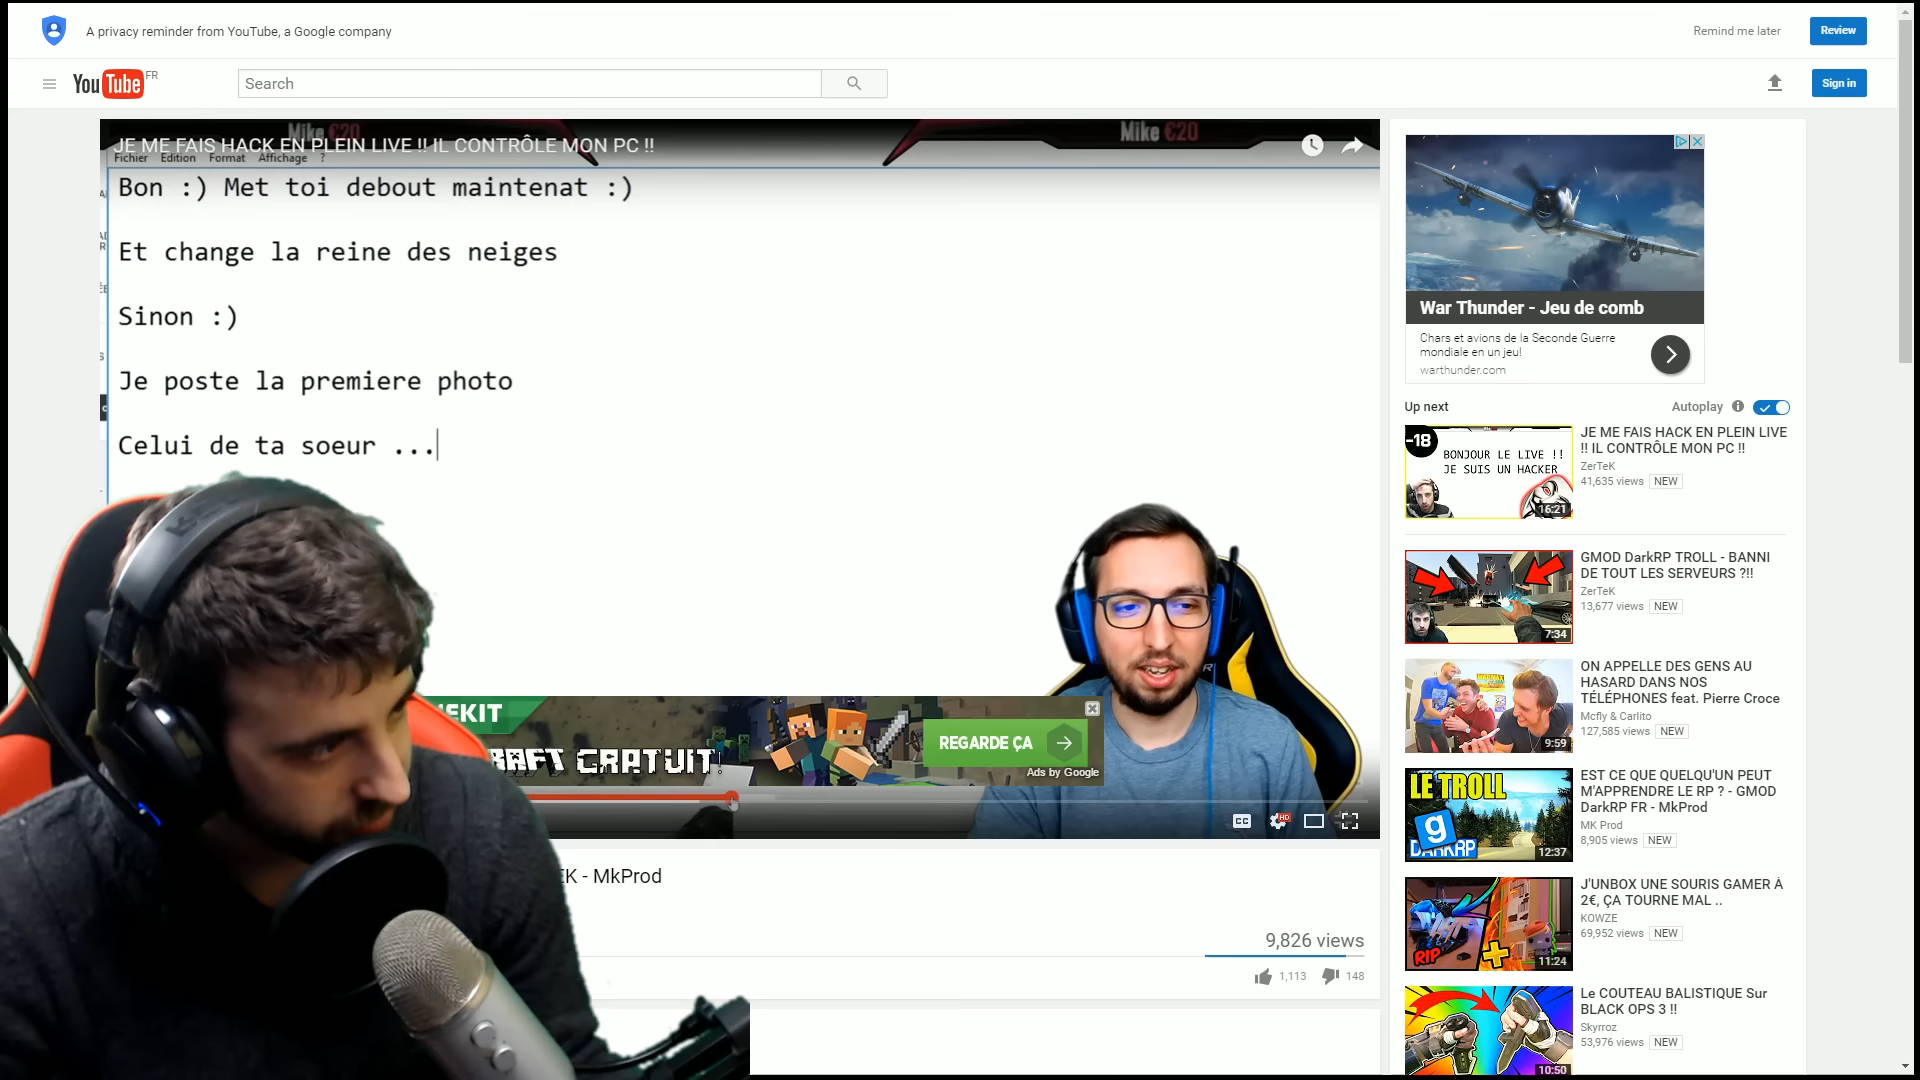 A privacy reminder from YouTube, a Google company
Remind me later
Review
YouTube FR
Search
Sign in
Mike €20
Mike €20
JE ME FAIS HACK EN PLEIN LIVE !! IL CONTRÔLE MON PC !!
Fichier Edition Format Affichage ?
Bon :) Met toi debout maintenat :)
Et change la reine des neiges
Sinon :)
Je poste la premiere photo
Celui de ta soeur ...
GRATUIT!
REGARDE ÇA
Ads by Google
CC
HD
- MkProd
9,826 views
1,113
148
War Thunder - Jeu de comb
Chars et avions de la Seconde Guerre
mondiale en un jeu!
warthunder.com
Up next
Autoplay
-18
BONJOUR LE LIVE !!
JE SUIS UN HACKER
16:21
JE ME FAIS HACK EN PLEIN LIVE
!! IL CONTRÔLE MON PC !!
ZerTeK
41,635 views NEW
7:34
GMOD DarkRP TROLL - BANNI
DE TOUT LES SERVEURS ?!!
ZerTeK
13,677 views NEW
9:59
ON APPELLE DES GENS AU
HASARD DANS NOS
TÉLÉPHONES feat. Pierre Croce
Mcfly & Carlito
127,585 views NEW
LE TROLL
g
DARKRP
12:37
EST CE QUE QUELQU'UN PEUT
M'APPRENDRE LE RP ? - GMOD
DarkRP FR - MkProd
MK Prod
8,905 views NEW
RIP
11:24
J'UNBOX UNE SOURIS GAMER À
2€, ÇA TOURNE MAL ..
KOWZE
69,952 views NEW
10:50
Le COUTEAU BALISTIQUE Sur
BLACK OPS 3 !!
Skyrroz
53,976 views NEW